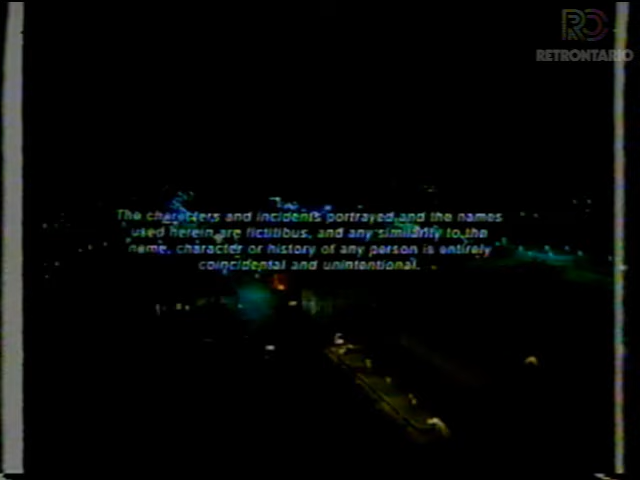 RO
RETRONTARIO
The characters and incidents portrayed and the names
used herein are fictitious, and any similarity to the
name, character or history of any person is entirely
coincidental and unintentional.